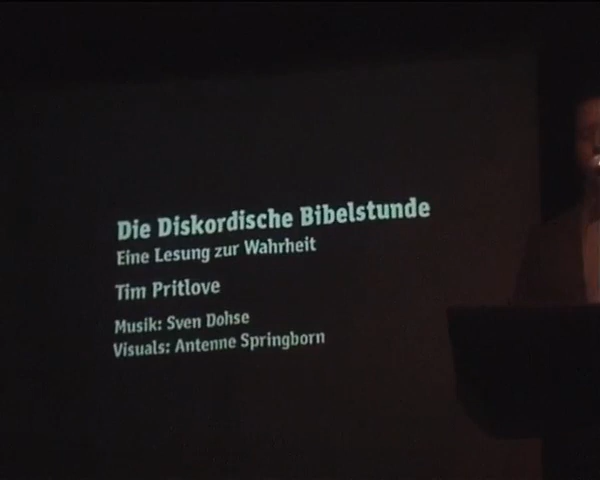 Die Diskordische Bibelstunde
Eine Lesung zur Wahrheit
Tim Pritlove
Musik: Sven Dohse
Visuals: Antenne Springborn